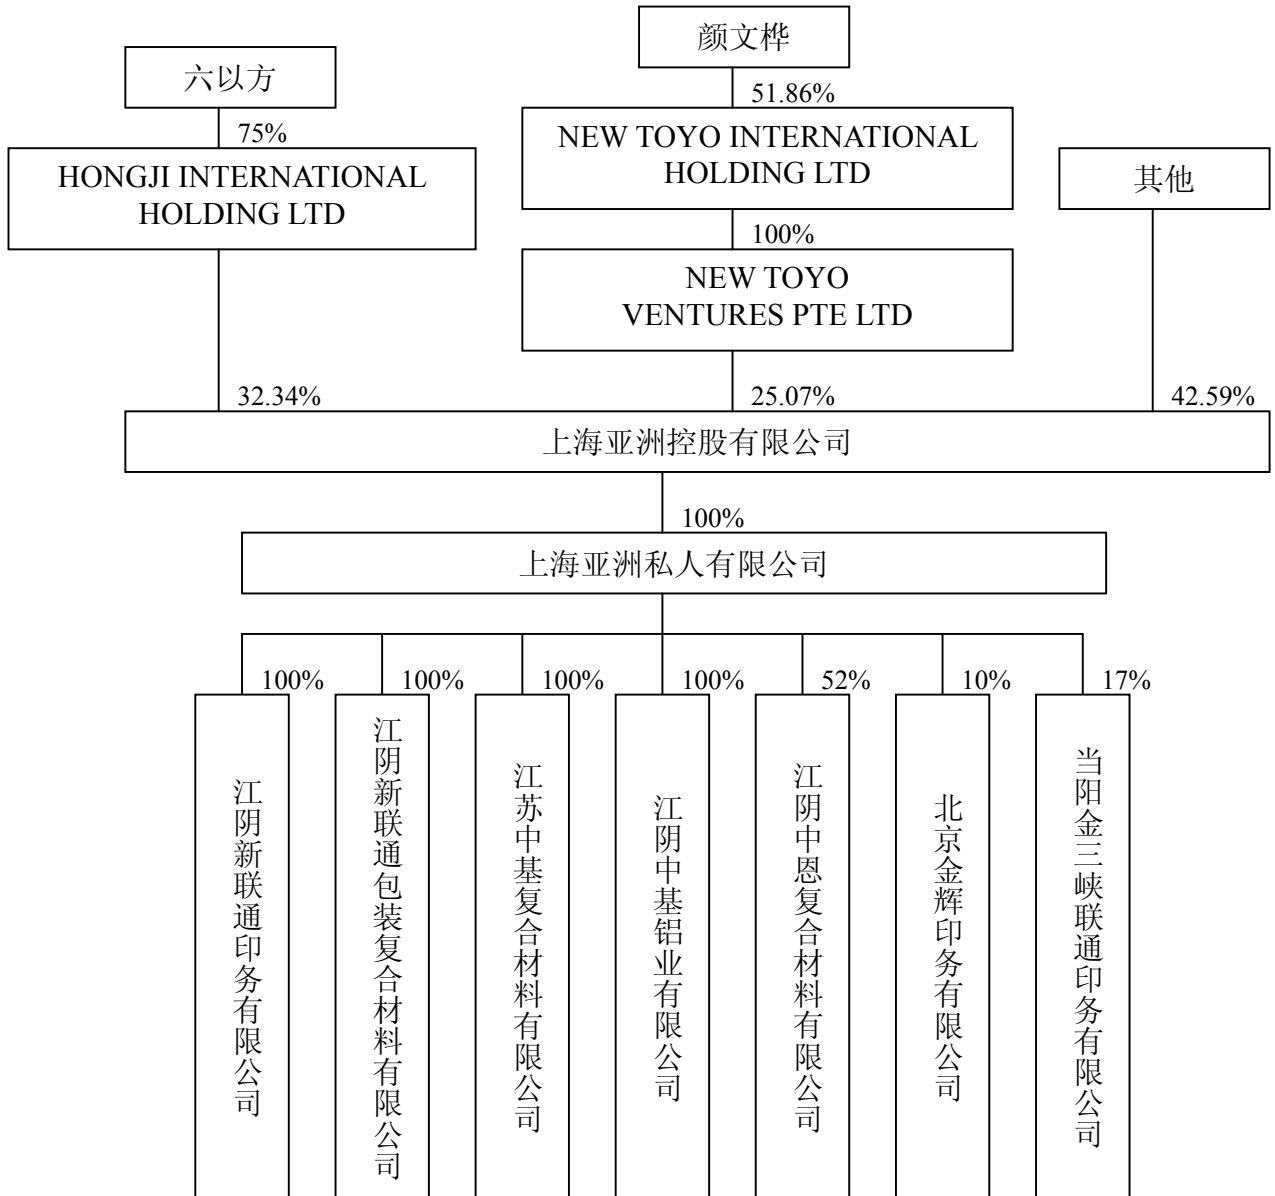 颜文桦
六以方
51.86%
75%
NEW TOYO INTERNATIONAL
HOLDING LTD
HONGJI INTERNATIONAL
HOLDING LTD
其他
100%
NEW TOYO
VENTURES PTE LTD
32.34%
25.07%
42.59%
上海亚洲控股有限公司
100%
上海亚洲私人有限公司
100%
100%
100%
100%
52%
10%
17%
江阴新联通印务有限公司
江阴新联通包装复合材料有限公司
江苏中基复合材料有限公司
江阴中基铝业有限公司
江阴中恩复合材料有限公司
北京金辉印务有限公司
当阳金三峡联通印务有限公司